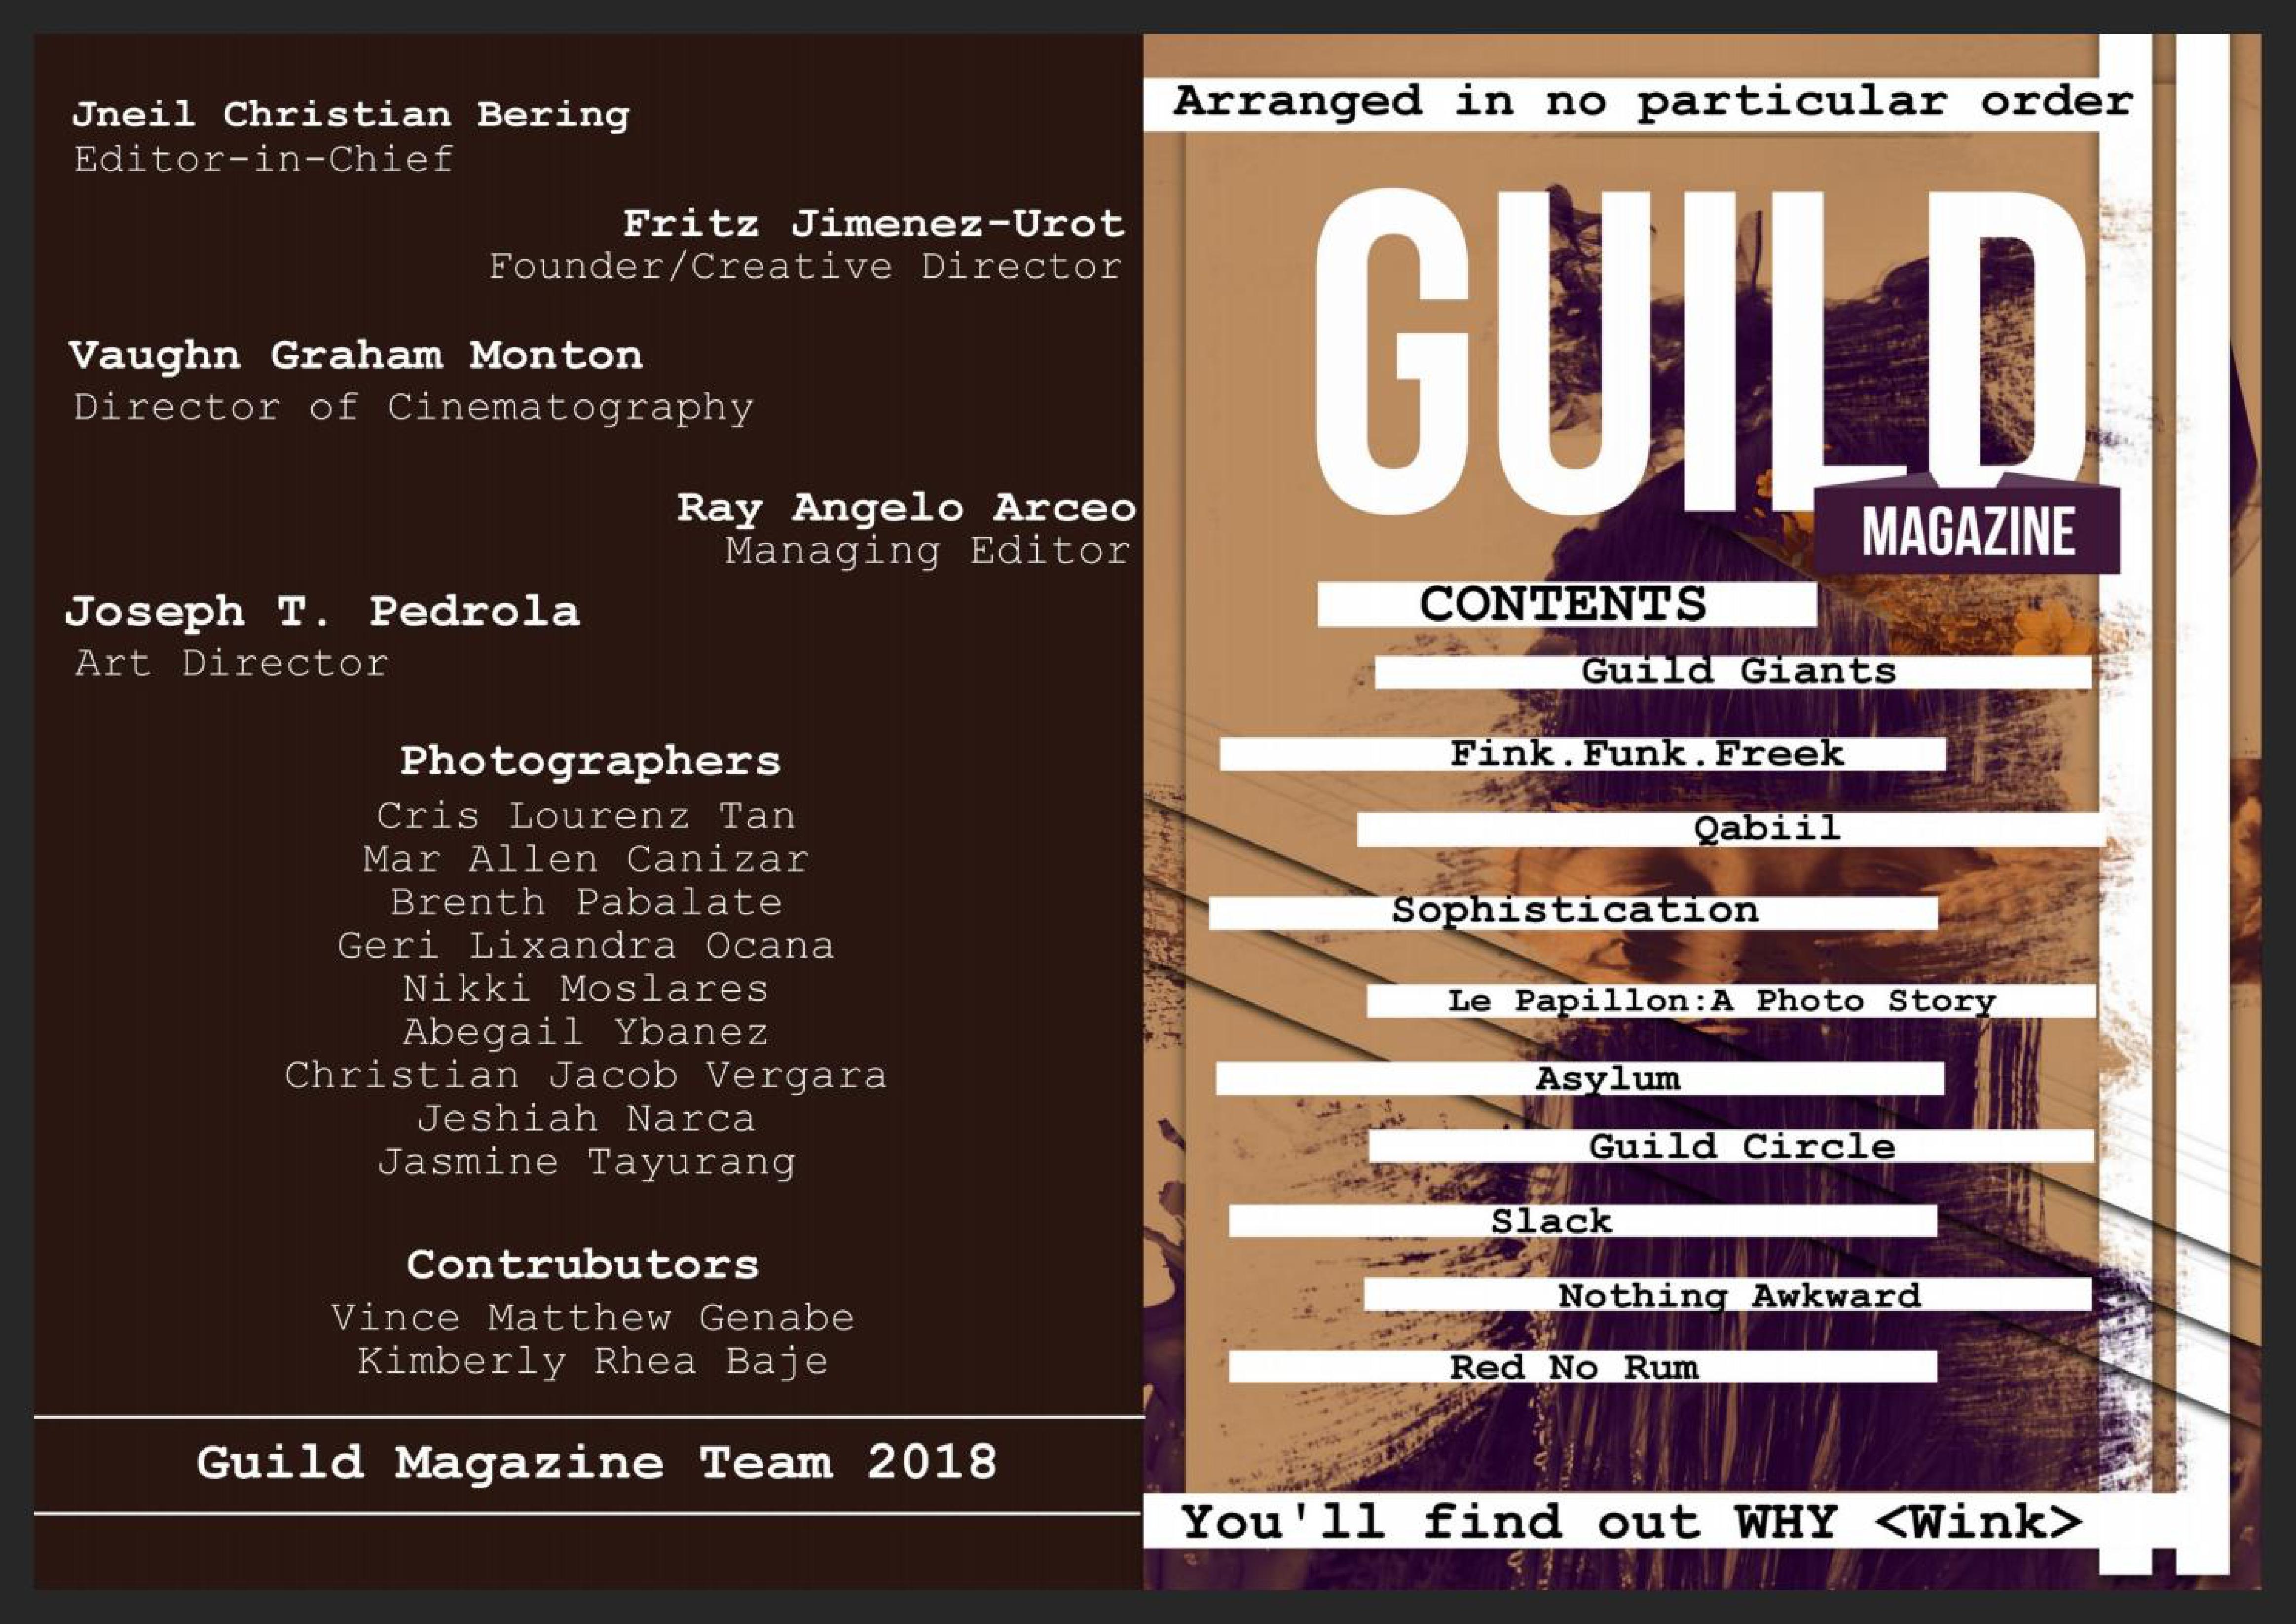 Jneil Christian Bering
Editor-in-Chief
Fritz Jimenez-Urot
Founder/Creative Director
Vaughn Graham Monton
Director of Cinematography
Ray Angelo Arceo
Managing Editor
Joseph T. Pedrola
Art Director
Photographers
Cris Lourenz Tan
Mar Allen Canizar
Brenth Pabalate
Geri Lixandra Ocana
Nikki Moslares
Abegail Ybanez
Christian Jacob Vergara
Jeshiah Narca
Jasmine Tayurang
Contrubutors
Vince Matthew Genabe
Kimberly Rhea Baje
Guild Magazine Team 2018
Arranged in no particular order
GUILD
MAGAZINE
CONTENTS
Guild Giants
Fink.Funk.Freek
Qabiil
Sophistication
Le Papillon:A Photo Story
Asylum
Guild Circle
Slack
Nothing Awkward
Red No Rum
You'll find out WHY <Wink>